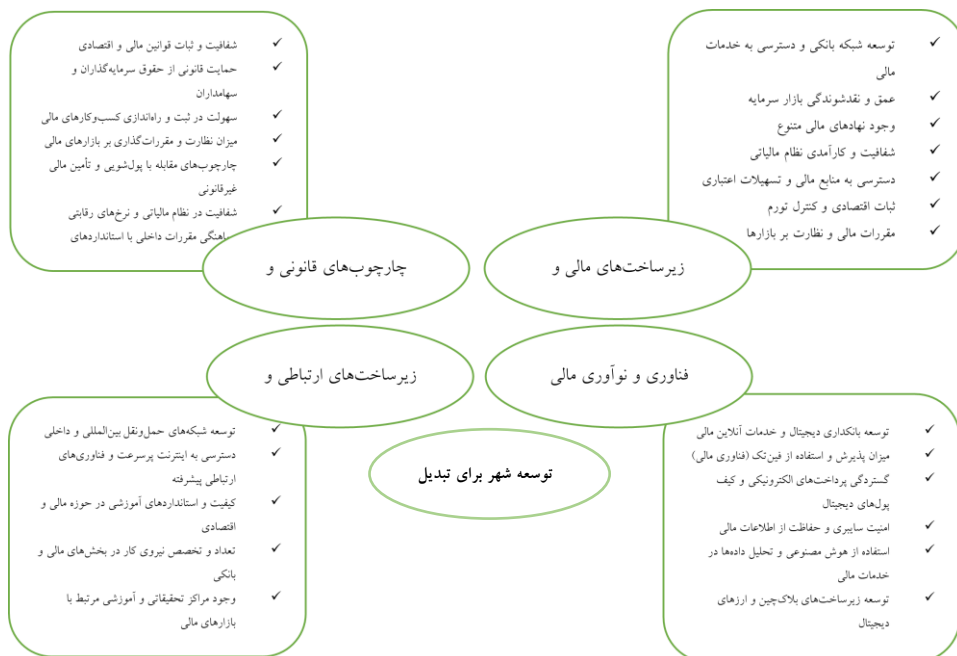 توسعه شبکه بانکی و دسترسی به خدمات
مالی
عمق و نقدشوندگی بازار سرمایه
وجود نهادهای مالی متنوع
شفافیت و کارآمدی نظام مالیاتی
دسترسی به منابع مالی و تسهیلات اعتباری
ثبات اقتصادی و کنترل تورم
مقررات مالی و نظارت بر بازارها
زیرساخت‌های مالی و
شفافیت و ثبات قوانین مالی و اقتصادی
حمایت قانونی از حقوق سرمایه‌گذاران و
سهامداران
سهولت در ثبت و راه‌اندازی کسب‌وکارهای مالی
میزان نظارت و مقررات‌گذاری بر بازارهای مالی
چارچوب‌های مقابله با پول‌شویی و تأمین مالی
غیرقانونی
شفافیت در نظام مالیاتی و نرخ‌های رقابتی
مقررات داخلی با استانداردهای
چارچوب‌های قانونی و
فناوری و نوآوری مالی
توسعه بانکداری دیجیتال و خدمات آنلاین مالی
میزان پذیرش و استفاده از فین‌تک (فناوری مالی)
گستردگی پرداخت‌های الکترونیکی و کیف
پول‌های دیجیتال
امنیت سایبری و حفاظت از اطلاعات مالی
استفاده از هوش مصنوعی و تحلیل داده‌ها در
خدمات مالی
توسعه زیرساخت‌های بلاک‌چین و ارزهای
دیجیتال
زیرساخت‌های ارتباطی و
توسعه شبکه‌های حمل‌ونقل بین‌المللی و داخلی
دسترسی به اینترنت پرسرعت و فناوری‌های
ارتباطی پیشرفته
کیفیت و استانداردهای آموزشی در حوزه مالی و
اقتصادی
تعداد و تخصص نیروی کار در بخش‌های مالی و
بانکی
وجود مراکز تحقیقاتی و آموزشی مرتبط با
بازارهای مالی
توسعه شهر برای تبدیل